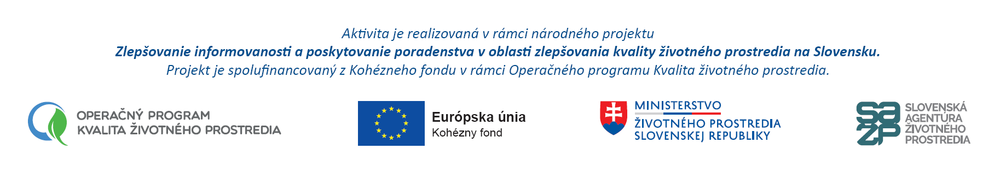 Aktivita je realizovaná v rámci národného projektu
Zlepšovanie informovanosti a poskytovanie poradenstva v oblasti zlepšovania kvality životného prostredia na Slovensku.
Projekt je spolufinancovaný z Kohézneho fondu v rámci Operačného programu Kvalita životného prostredia.
OPERAČNÝ PROGRAM
KVALITA ŽIVOTNÉHO PROSTREDIA
Európska únia
Kohézny fond
MINISTERSTVO
ŽIVOTNÉHO PROSTREDIA
SLOVENSKEJ REPUBLIKY
sa
žp
SLOVENSKÁ
AGENTÚRA
ŽIVOTNÉHO
PROSTREDIA